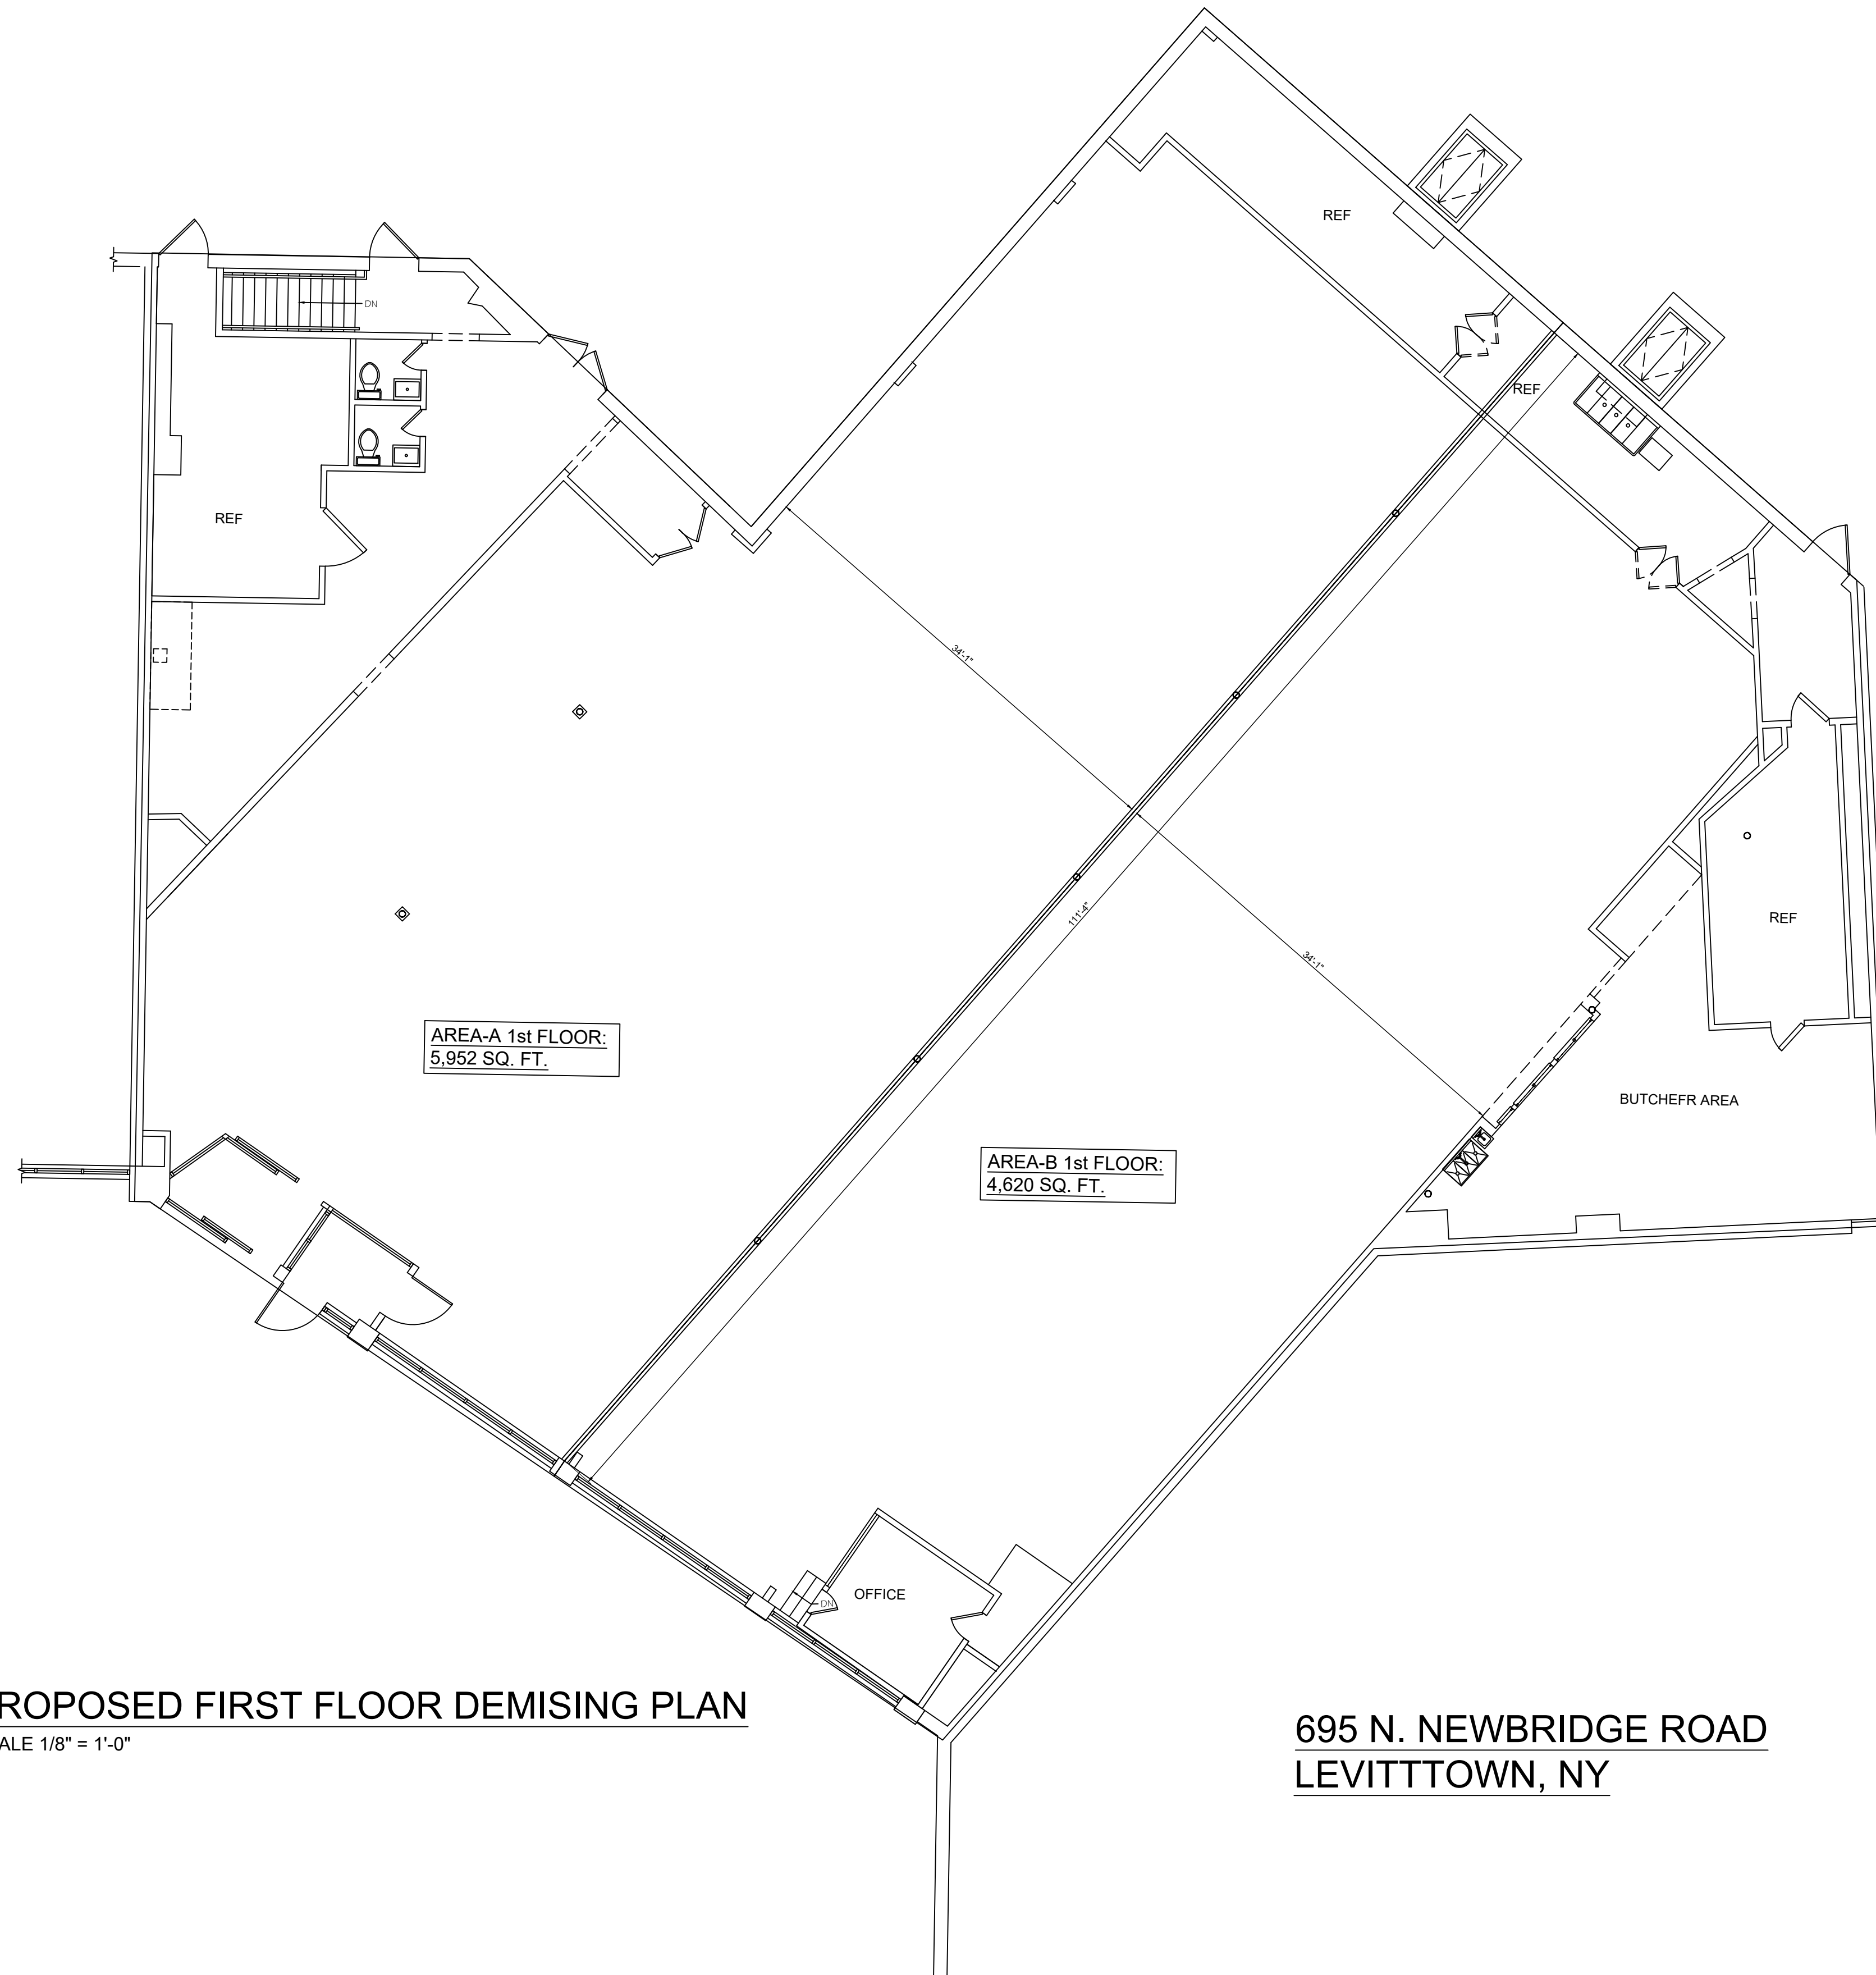 REF
DN
REF
REF
34'-1"
111'-4"
REF
34'-1"
AREA-A 1st FLOOR:
5,952 SQ. FT.
BUTCHEFR AREA
AREA-B 1st FLOOR:
4,620 SQ. FT.
OFFICE
DN
ROPOSED FIRST FLOOR DEMISING PLAN
ALE 1/8" = 1'-0"
695 N. NEWBRIDGE ROAD
LEVITTTOWN, NY